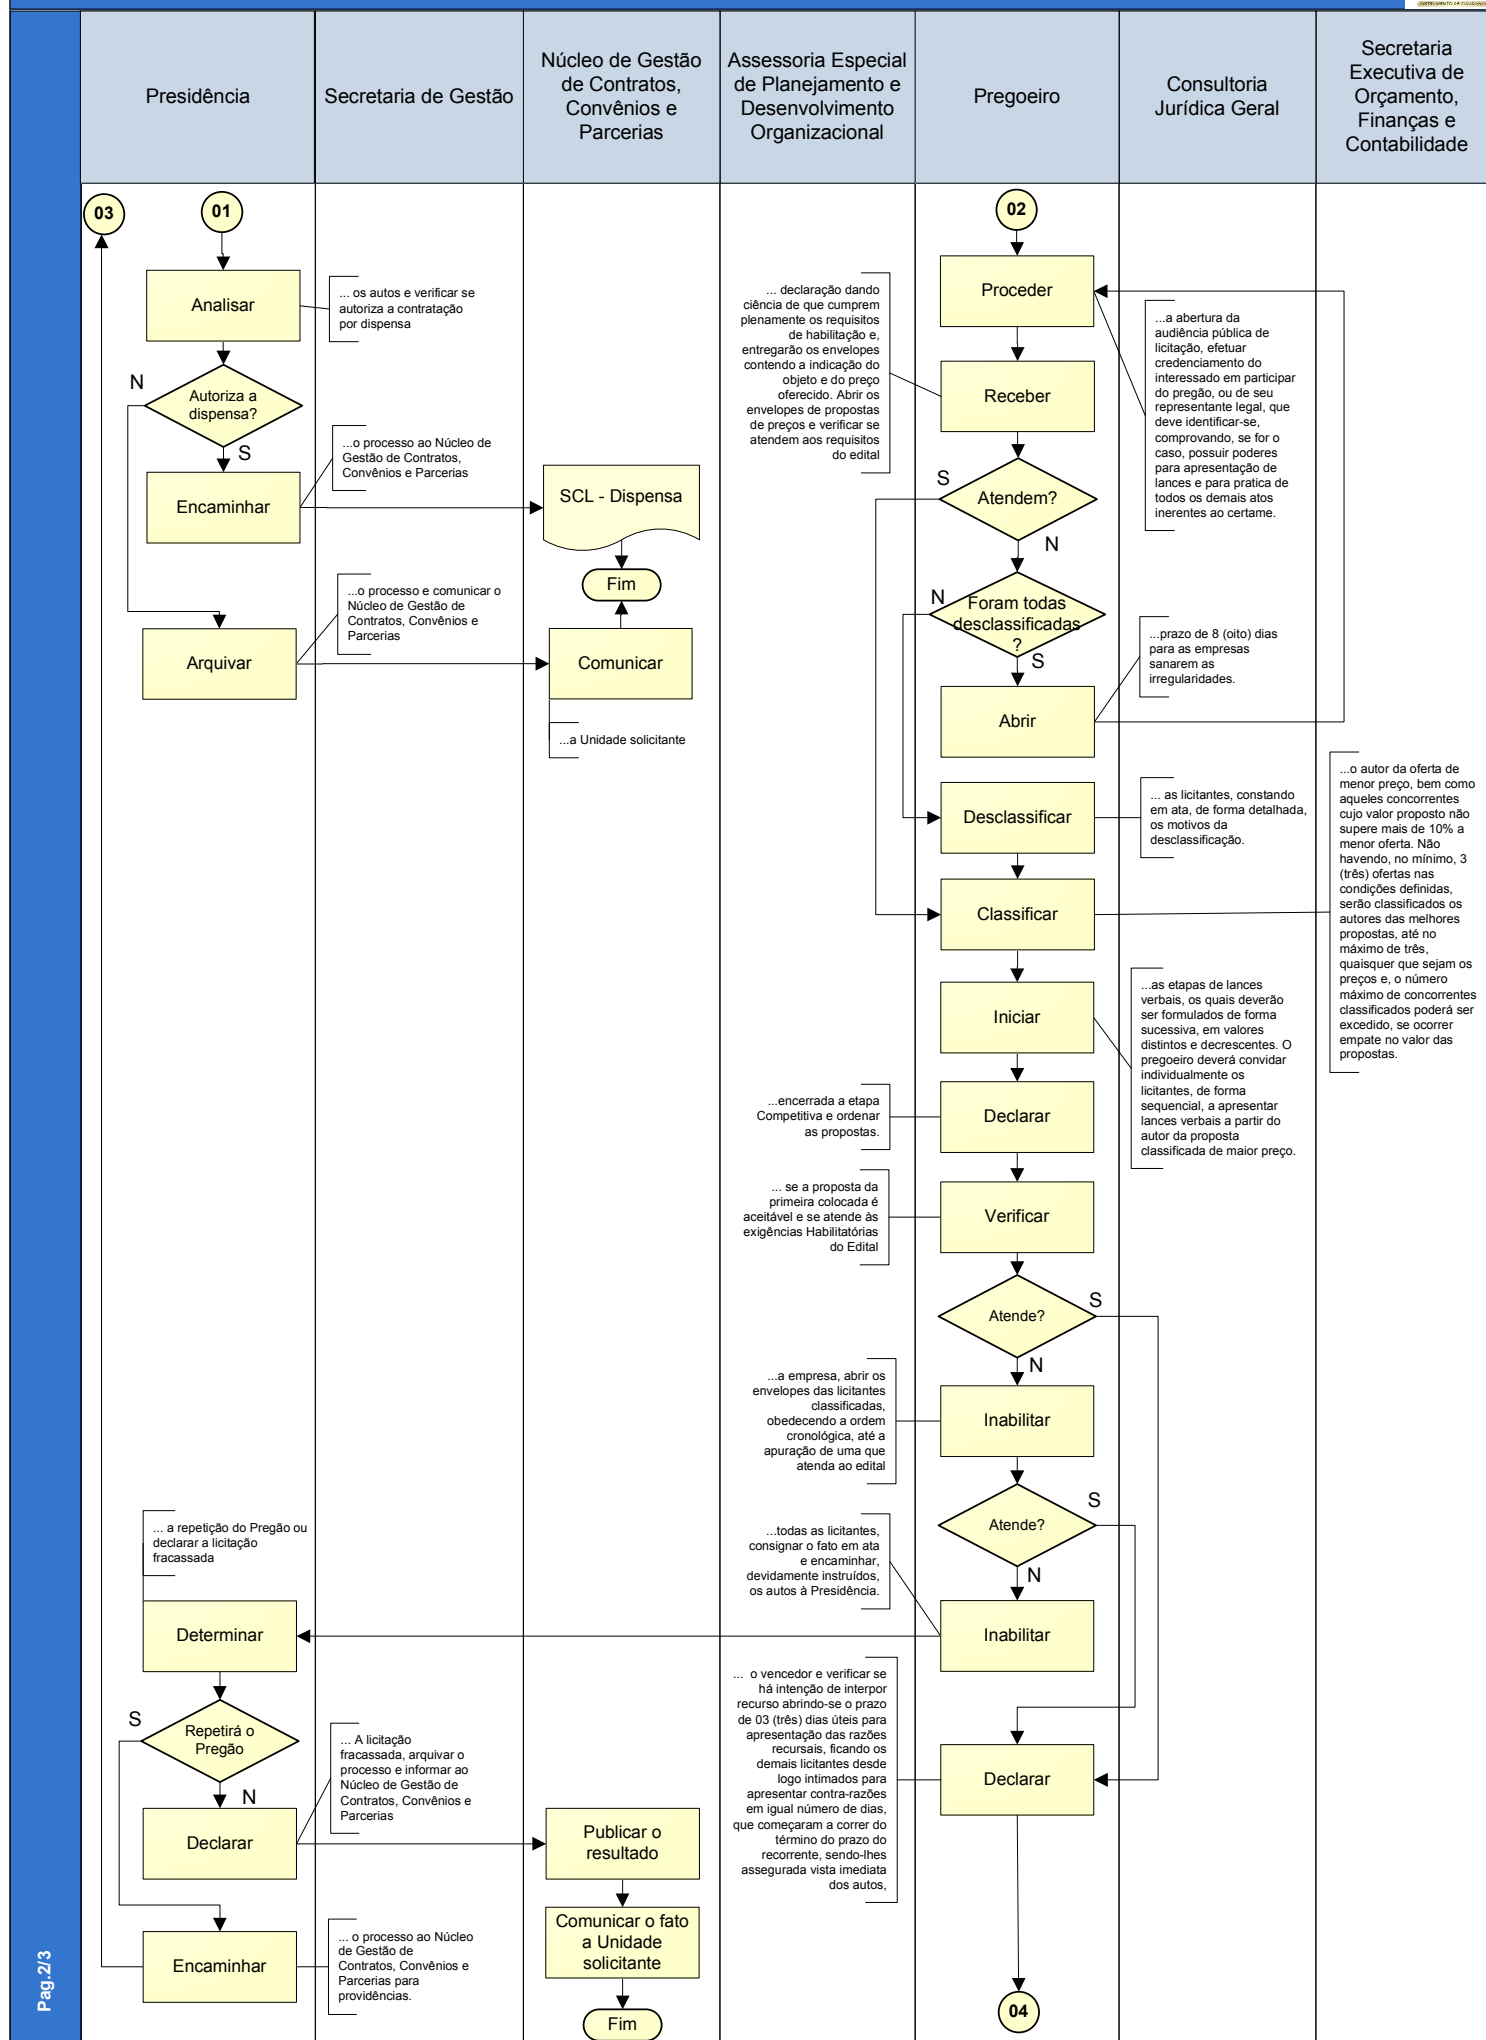 Presidência
Secretaria de Gestão
Núcleo de Gestão
de Contratos,
Convênios e
Parcerias
Assessoria Especial
de Planejamento e
Desenvolvimento
Organizacional
Pregoeiro
Consultoria
Jurídica Geral
Secretaria
Executiva de
Orçamento,
Finanças e
Contabilidade
03
01
02
Analisar
... os autos e verificar se
autoriza a contratação
por dispensa
Autoriza a
dispensa?
N
S
Encaminhar
...o processo ao Núcleo de
Gestão de Contratos,
Convênios e Parcerias
SCL - Dispensa
Fim
Arquivar
...o processo e comunicar o
Núcleo de Gestão de
Contratos, Convênios e
Parcerias
Comunicar
...a Unidade solicitante
Proceder
...a abertura da
audiência pública de
licitação, efetuar
credenciamento do
interessado em participar
do pregão, ou de seu
representante legal, que
deve identificar-se,
comprovando, se for o
caso, possuir poderes
para apresentação de
lances e para pratica de
todos os demais atos
inerentes ao certame.
... declaração dando
ciência de que cumprem
plenamente os requisitos
de habilitação e,
entregarão os envelopes
contendo a indicação do
objeto e do preço
oferecido. Abrir os
envelopes de propostas
de preços e verificar se
atendem aos requisitos
do edital
Receber
S
Atendem?
N
N
Foram todas
desclassificadas
?
S
...prazo de 8 (oito) dias
para as empresas
sanarem as
irregularidades.
Abrir
Desclassificar
... as licitantes, constando
em ata, de forma detalhada,
os motivos da
desclassificação.
Classificar
...o autor da oferta de
menor preço, bem como
aqueles concorrentes
cujo valor proposto não
supere mais de 10% a
menor oferta. Não
havendo, no mínimo, 3
(três) ofertas nas
condições definidas,
serão classificados os
autores das melhores
propostas, até no
máximo de três,
quaisquer que sejam os
preços e, o número
máximo de concorrentes
classificados poderá ser
excedido, se ocorrer
empate no valor das
propostas.
Iniciar
...as etapas de lances
verbais, os quais deverão
ser formulados de forma
sucessiva, em valores
distintos e decrescentes. O
pregoeiro deverá convidar
individualmente os
licitantes, de forma
sequencial, a apresentar
lances verbais a partir do
autor da proposta
classificada de maior preço.
...encerrada a etapa
Competitiva e ordenar
as propostas.
Declarar
... se a proposta da
primeira colocada é
aceitável e se atende às
exigências Habilitatórias
do Edital
Verificar
Atende?
S
N
...a empresa, abrir os
envelopes das licitantes
classificadas,
obedecendo a ordem
cronológica, até a
apuração de uma que
atenda ao edital
Inabilitar
Atende?
S
N
...todas as licitantes,
consignar o fato em ata
e encaminhar,
devidamente instruídos,
os autos à Presidência.
Inabilitar
... a repetição do Pregão ou
declarar a licitação
fracassada
Determinar
S
Repetirá o
Pregão
N
... A licitação
fracassada, arquivar o
processo e informar ao
Núcleo de Gestão de
Contratos, Convênios e
Parcerias
Declarar
Publicar o
resultado
Comunicar o fato
a Unidade
solicitante
Fim
Encaminhar
... o processo ao Núcleo
de Gestão de
Contratos, Convênios e
Parcerias para
providências.
... o vencedor e verificar se
há intenção de interpor
recurso abrindo-se o prazo
de 03 (três) dias úteis para
apresentação das razões
recursais, ficando os
demais licitantes desde
logo intimados para
apresentar contra-razões
em igual número de dias,
que começaram a correr do
término do prazo do
recorrente, sendo-lhes
assegurada vista imediata
dos autos,
Declarar
04
Pag.2/3